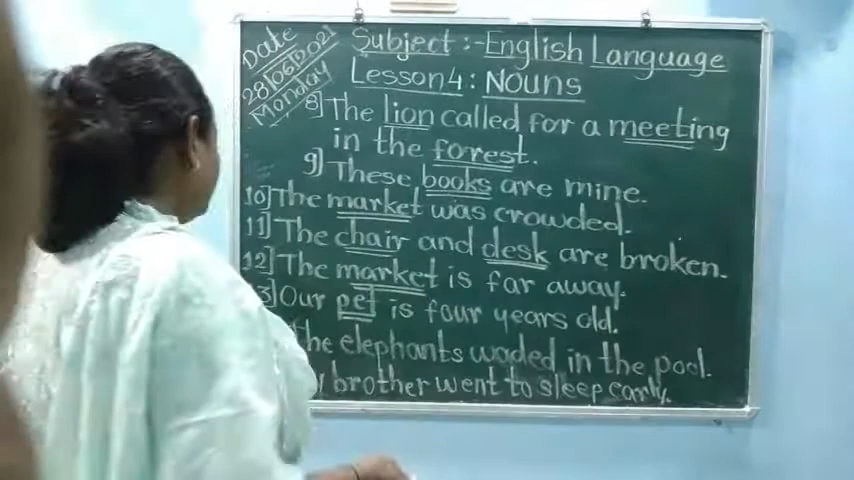 Date
28/06/2021
Monday
Subject :- English Language
Lesson 4 : Nouns
8] The lion called for a meeting
in the forest.
9] These books are mine.
10] The market was crowded.
11] The chair and desk are broken.
12] The market is far away.
3] Our pet is four years old.
the elephants waded in the pool.
brother went to sleep early.